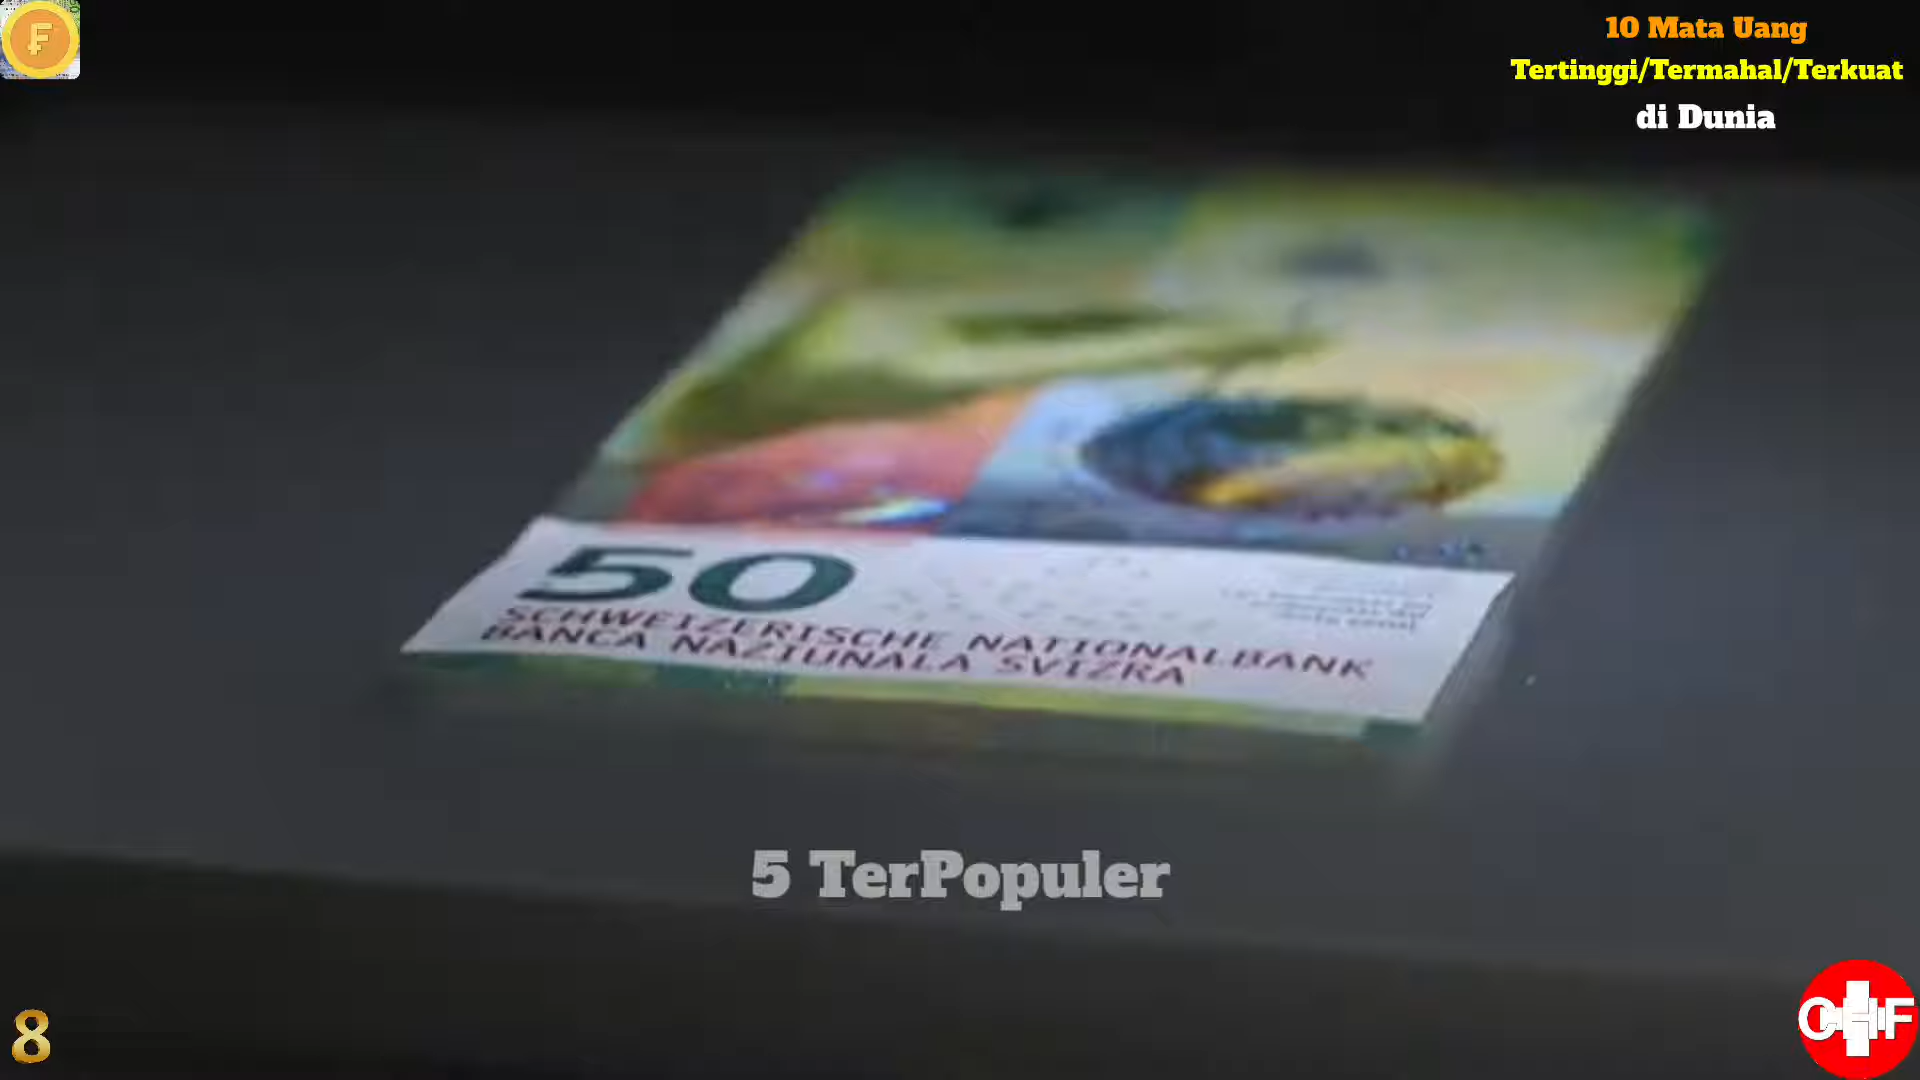 F
10 Mata Uang
Tertinggi/Termahal/Terkuat
di Dunia
50
SCHWEIZERISCHE NATIONALBANK
BANCA NAZIUNALA SVIZRA
5 TerPopuler
8
CHF